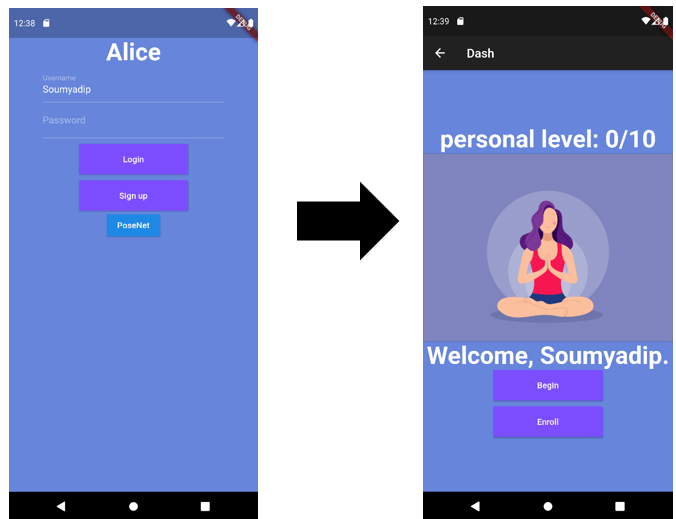 12:38
DEBUG
Alice
Username
Soumyadip
Password
Login
Sign up
PoseNet
12:39
DEBUG
Dash
personal level: 0/10
Welcome, Soumyadip.
Begin
Enroll